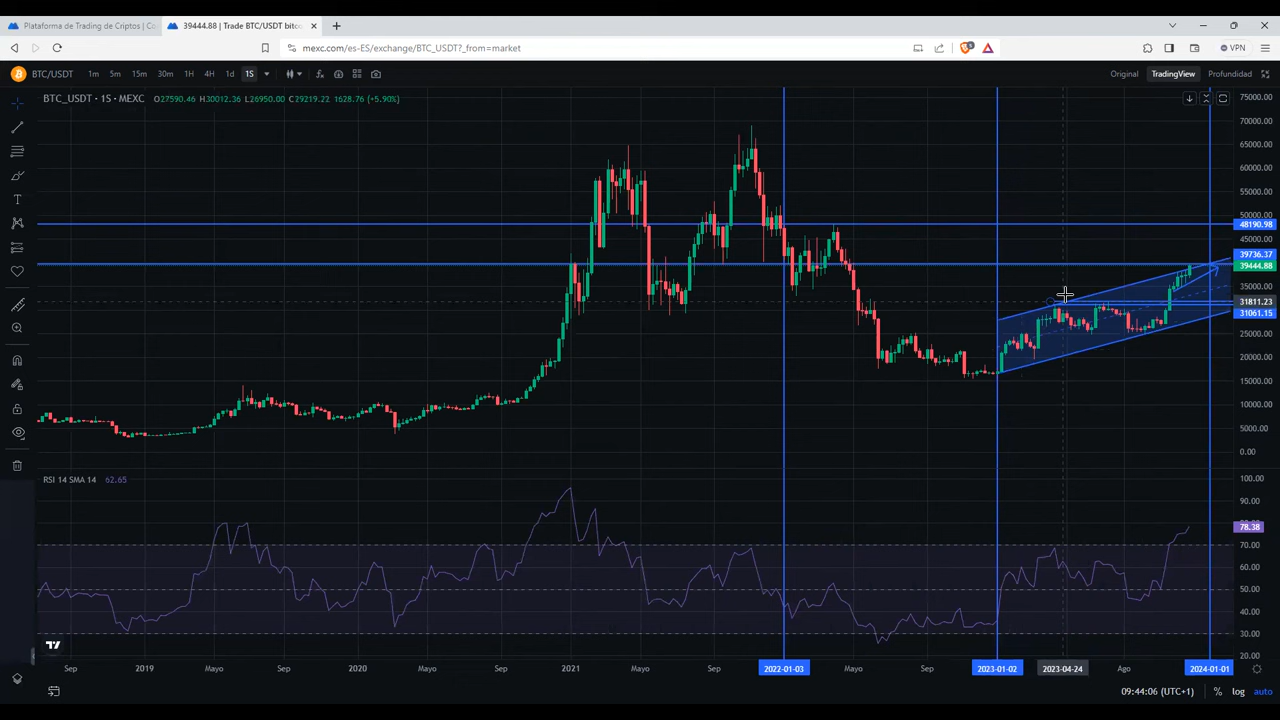 Plataforma de Trading de Criptos | Co
39444.88 | Trade BTC/USDT bitco
mexc.com/es-ES/exchange/BTC_USDT?_from=market
VPN
BTC/USDT 1m 5m 15m 30m 1H 4H 1d 1S
Original TradingView Profundidad
BTC_USDT · 1S · MEXC O27590.46 H30012.36 L26950.00 C29219.22 1628.76 (+5.90%)
75000.00
70000.00
65000.00
60000.00
55000.00
50000.00
48190.98
45000.00
39736.37
39444.88
35000.00
31811.23
31061.15
25000.00
20000.00
15000.00
10000.00
5000.00
0.00
RSI 14 SMA 14 62.65
100.00
90.00
78.38
70.00
60.00
50.00
40.00
30.00
20.00
Sep 2019 Mayo Sep 2020 Mayo Sep 2021 Mayo Sep 2022-01-03 Mayo Sep 2023-01-02 2023-04-24 Ago 2024-01-01
09:44:06 (UTC+1) % log auto